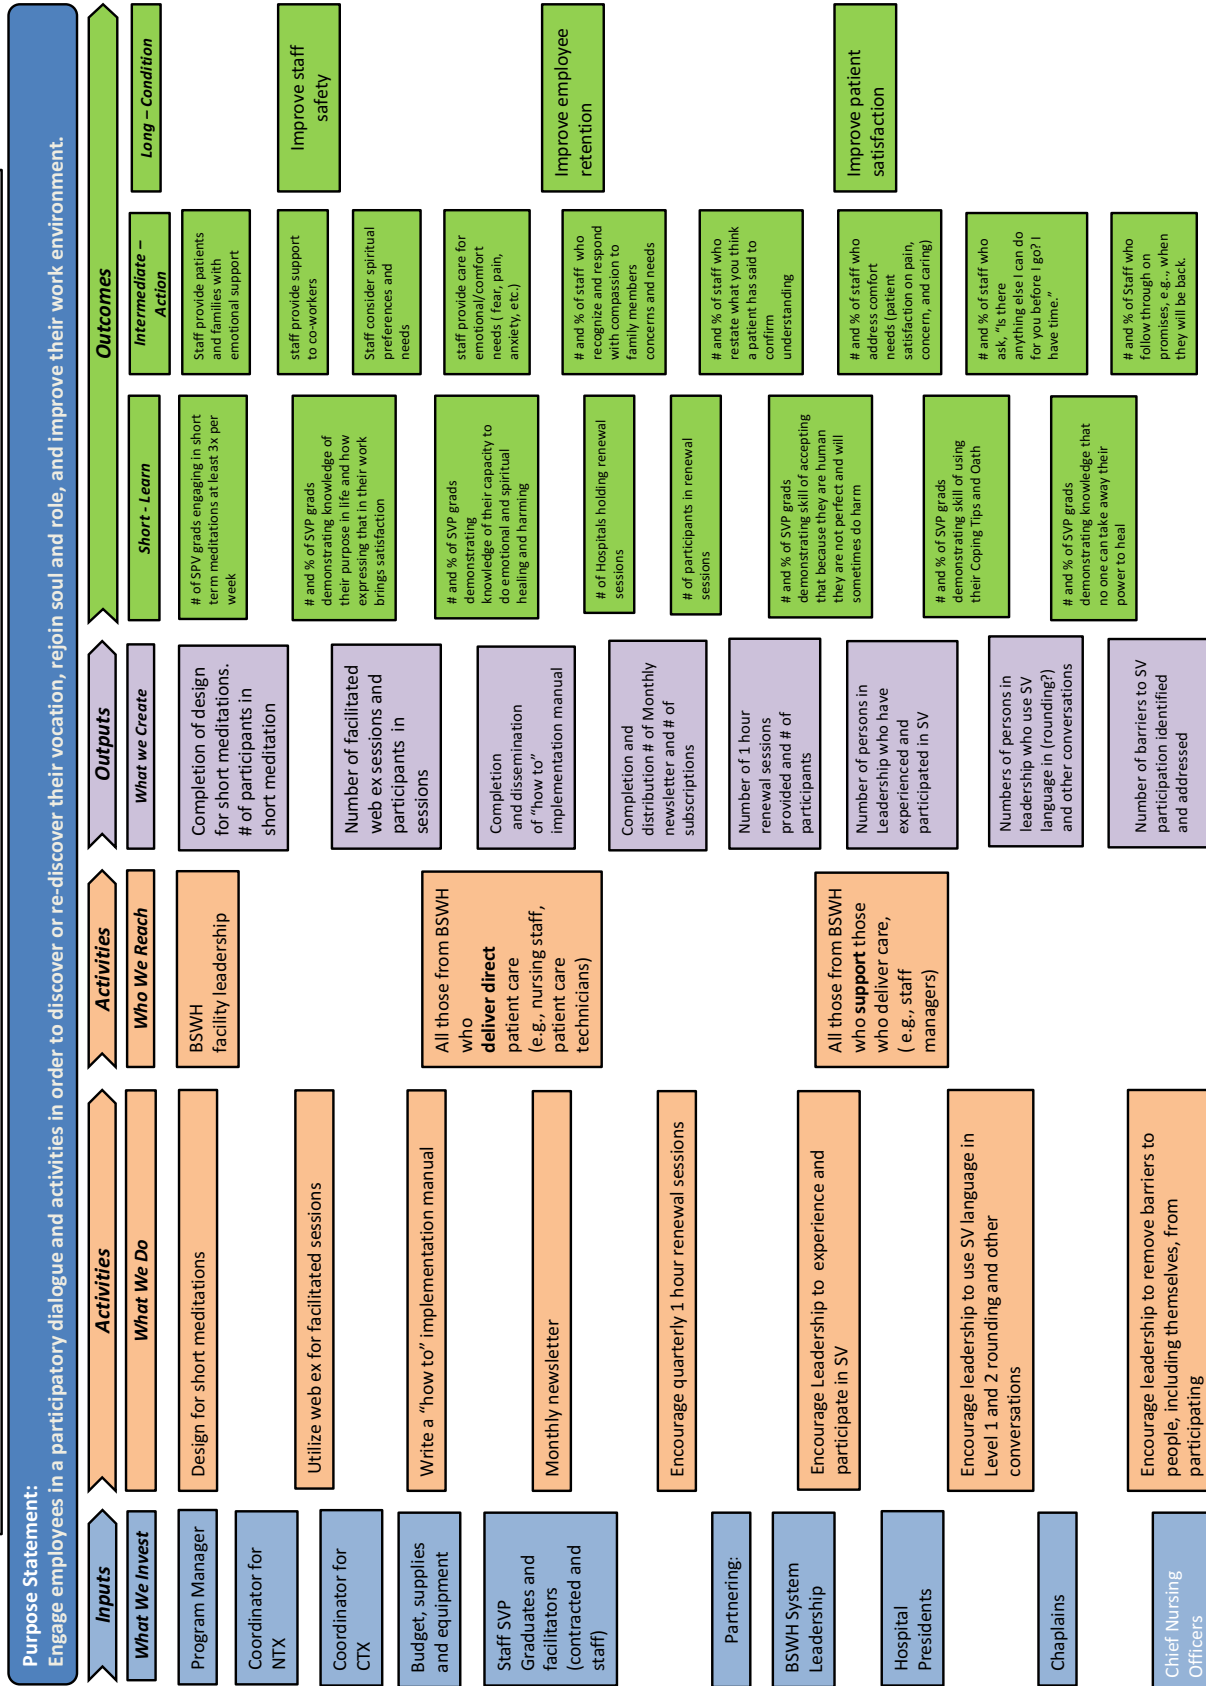 Purpose Statement:
Engage employees in a participatory dialogue and activities in order to discover or re-discover their vocation, rejoin soul and role, and improve their work environment.
Inputs
What We Invest
Program Manager
Coordinator for
NTX
Coordinator for
CTX
Budget, supplies
and equipment
Staff SVP
Graduates and
facilitators
(contracted and
staff)
Partnering:
BSWH System
Leadership
Hospital
Presidents
Chaplains
Chief Nursing
Officers
Activities
What We Do
Design for short meditations
Utilize web ex for facilitated sessions
Write a “how to” implementation manual
Monthly newsletter
Encourage quarterly 1 hour renewal sessions
Encourage Leadership to experience and
participate in SV
Encourage leadership to use SV language in
Level 1 and 2 rounding and other
conversations
Encourage leadership to remove barriers to
people, including themselves, from
participating
Activities
Who We Reach
BSWH
facility leadership
All those from BSWH
who
deliver direct
patient care
(e.g., nursing staff,
patient care
technicians)
All those from BSWH
who support those
who deliver care,
( e.g., staff
managers)
Outputs
What we Create
Completion of design
for short meditations.
# of participants in
short meditation
Number of facilitated
web ex sessions and
participants in
sessions
Completion
and dissemination
of “how to”
implementation manual
Completion and
distribution # of Monthly
newsletter and # of
subscriptions
Number of 1 hour
renewal sessions
provided and # of
participants
Number of persons in
Leadership who have
experienced and
participated in SV
Numbers of persons in
leadership who use SV
language in (rounding?)
and other conversations
Number of barriers to SV
participation identified
and addressed
Outcomes
Short - Learn
# of SPV grads engaging in short
term meditations at least 3x per
week
# and % of SVP grads
demonstrating knowledge of
their purpose in life and how
expressing that in their work
brings satisfaction
# and % of SVP grads
demonstrating
knowledge of their capacity to
do emotional and spiritual
healing and harming
# of Hospitals holding renewal
sessions
# of participants in renewal
sessions
# and % of SVP grads
demonstrating skill of accepting
that because they are human
they are not perfect and will
sometimes do harm
# and % of SVP grads
demonstrating skill of using
their Coping Tips and Oath
# and % of SVP grads
demonstrating knowledge that
no one can take away their
power to heal
Intermediate –
Action
Staff provide patients
and families with
emotional support
staff provide support
to co-workers
Staff consider spiritual
preferences and
needs
staff provide care for
emotional/comfort
needs ( fear, pain,
anxiety, etc.)
# and % of staff who
recognize and respond
with compassion to
family members
concerns and needs
# and % of staff who
restate what you think
a patient has said to
confirm
understanding
# and % of staff who
address comfort
needs (patient
satisfaction on pain,
concern, and caring)
# and % of staff who
ask, “Is there
anything else I can do
for you before I go? I
have time.”
# and % of Staff who
follow through on
promises, e.g., when
they will be back.
Long – Condition
Improve staff
safety
Improve employee
retention
Improve patient
satisfaction